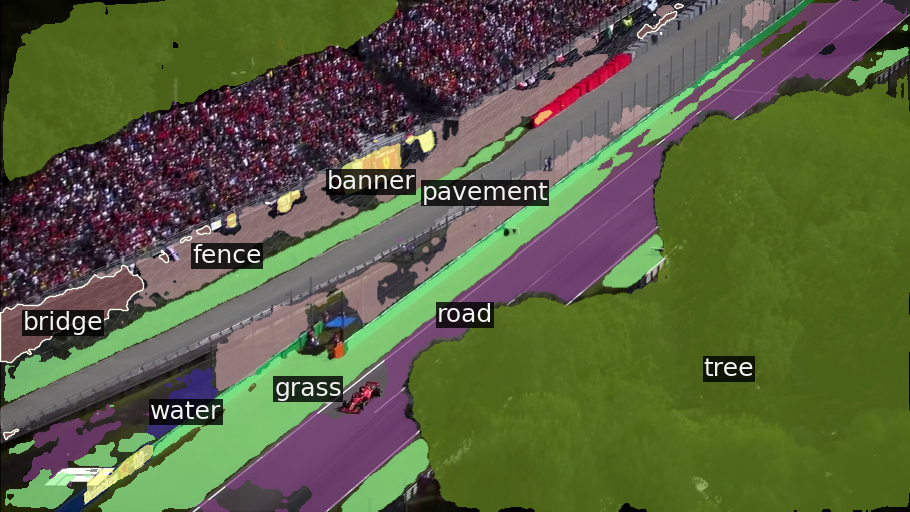 banner
pavement
fence
bridge
road
tree
grass
water